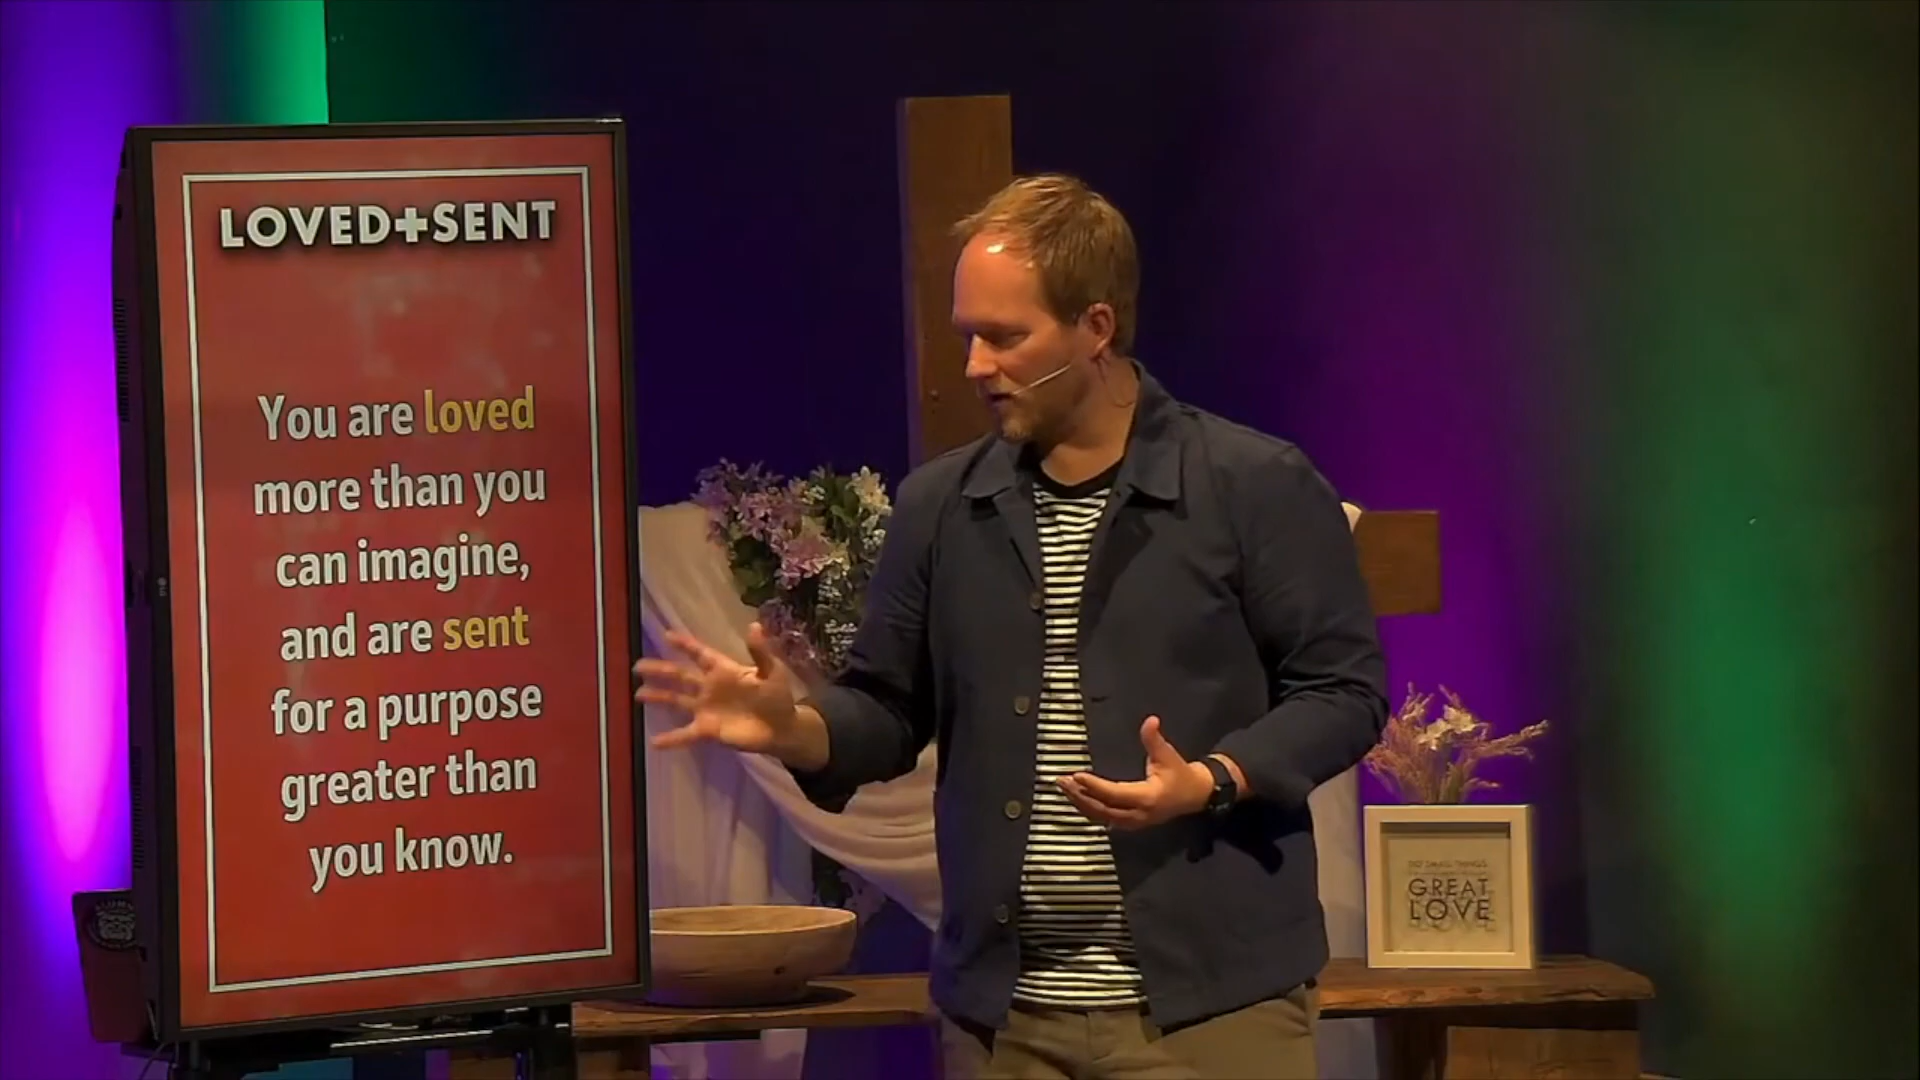 LOVED+SENT
You are loved
more than you
can imagine,
and are sent
for a purpose
greater than
you know.
GREAT
LOVE